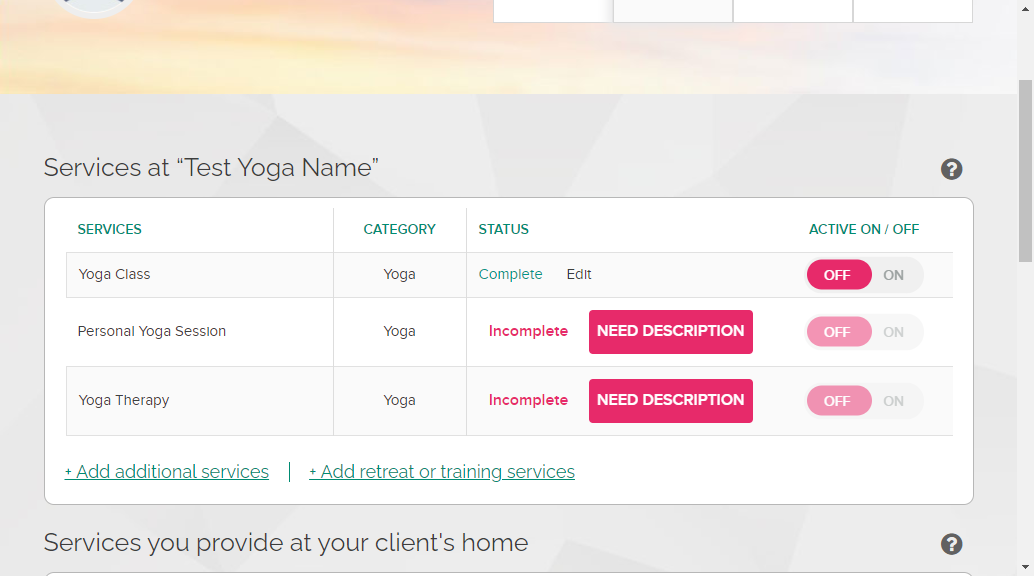 Services at “Test Yoga Name”
?
SERVICES CATEGORY STATUS ACTIVE ON / OFF
Yoga Class Yoga Complete Edit OFF ON
Personal Yoga Session Yoga Incomplete NEED DESCRIPTION OFF ON
Yoga Therapy Yoga Incomplete NEED DESCRIPTION OFF ON
+ Add additional services | + Add retreat or training services
Services you provide at your client's home
?